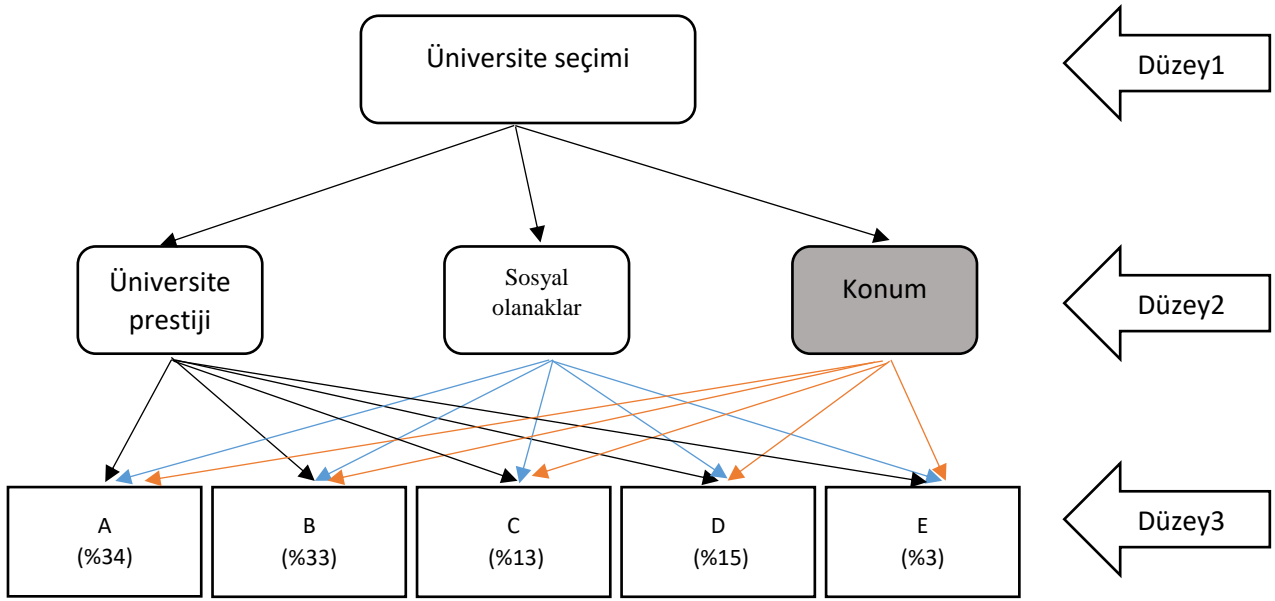 Üniversite seçimi
Düzey1
Üniversite
prestiji
Sosyal
olanaklar
Konum
Düzey2
A
(%34)
B
(%33)
C
(%13)
D
(%15)
E
(%3)
Düzey3